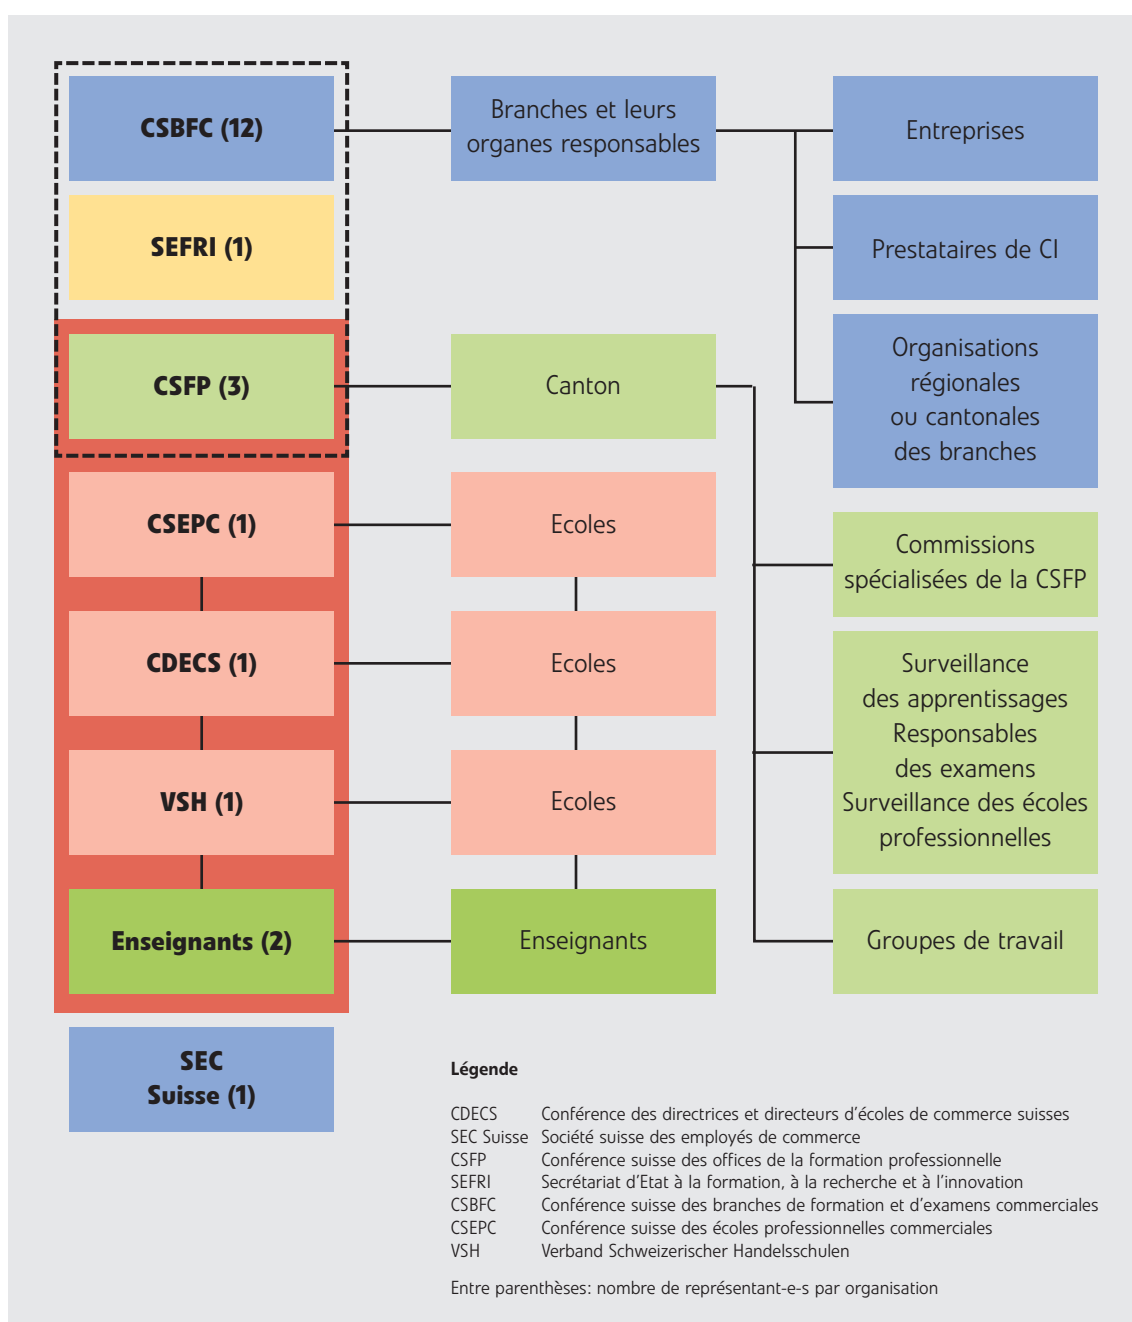 CSBFC (12)
Branches et leurs
organes responsables
Entreprises
SEFRI (1)
Prestataires de CI
Organisations
régionales
ou cantonales
des branches
CSFP (3)
Canton
CSEPC (1)
Ecoles
Commissions
spécialisées de la CSFP
CDECS (1)
Ecoles
Surveillance
des apprentissages
Responsables
des examens
Surveillance des écoles
professionnelles
VSH (1)
Ecoles
Enseignants (2)
Enseignants
Groupes de travail
SEC
Suisse (1)
Légende
CDECS Conférence des directrices et directeurs d'écoles de commerce suisses
SEC Suisse Société suisse des employés de commerce
CSFP Conférence suisse des offices de la formation professionnelle
SEFRI Secrétariat d'Etat à la formation, à la recherche et à l'innovation
CSBFC Conférence suisse des branches de formation et d'examens commerciales
CSEPC Conférence suisse des écoles professionnelles commerciales
VSH Verband Schweizerischer Handelsschulen
Entre parenthèses: nombre de représentant-e-s par organisation